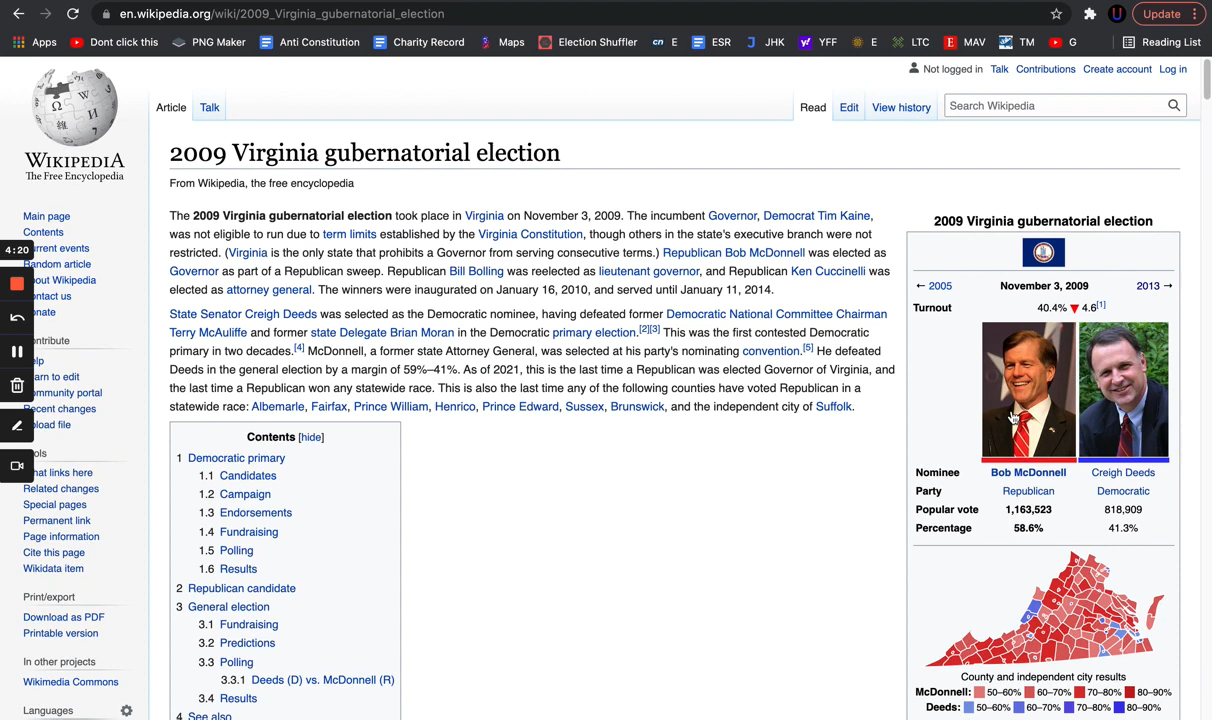 en.wikipedia.org/wiki/2009_Virginia_gubernatorial_election
Update
Apps
Dont click this
PNG Maker
Anti Constitution
Charity Record
Maps
Election Shuffler
E
ESR
JHK
YFF
E
LTC
MAV
TM
G
Reading List
Not logged in Talk Contributions Create account Log in
Article Talk
Read Edit View history
Search Wikipedia
WIKIPEDIA
The Free Encyclopedia
Main page
Contents
urrent events
Random article
bout Wikipedia
ontact us
onate
ontribute
elp
arn to edit
ommunity portal
ecent changes
pload file
ools
hat links here
Related changes
Special pages
Permanent link
Page information
Cite this page
Wikidata item
Print/export
Download as PDF
Printable version
In other projects
Wikimedia Commons
Languages
4:20
2009 Virginia gubernatorial election
From Wikipedia, the free encyclopedia
The 2009 Virginia gubernatorial election took place in Virginia on November 3, 2009. The incumbent Governor, Democrat Tim Kaine,
was not eligible to run due to term limits established by the Virginia Constitution, though others in the state's executive branch were not
restricted. (Virginia is the only state that prohibits a Governor from serving consecutive terms.) Republican Bob McDonnell was elected as
Governor as part of a Republican sweep. Republican Bill Bolling was reelected as lieutenant governor, and Republican Ken Cuccinelli was
elected as attorney general. The winners were inaugurated on January 16, 2010, and served until January 11, 2014.
State Senator Creigh Deeds was selected as the Democratic nominee, having defeated former Democratic National Committee Chairman
Terry McAuliffe and former state Delegate Brian Moran in the Democratic primary election.[2][3] This was the first contested Democratic
primary in two decades.[4] McDonnell, a former state Attorney General, was selected at his party's nominating convention.[5] He defeated
Deeds in the general election by a margin of 59%–41%. As of 2021, this is the last time a Republican was elected Governor of Virginia, and
the last time a Republican won any statewide race. This is also the last time any of the following counties have voted Republican in a
statewide race: Albemarle, Fairfax, Prince William, Henrico, Prince Edward, Sussex, Brunswick, and the independent city of Suffolk.
Contents [hide]
1 Democratic primary
1.1 Candidates
1.2 Campaign
1.3 Endorsements
1.4 Fundraising
1.5 Polling
1.6 Results
2 Republican candidate
3 General election
3.1 Fundraising
3.2 Predictions
3.3 Polling
3.3.1 Deeds (D) vs. McDonnell (R)
3.4 Results
4 See also
2009 Virginia gubernatorial election
← 2005 November 3, 2009 2013 →
Turnout 40.4% ▼ 4.6[1]
Nominee Bob McDonnell Creigh Deeds
Party Republican Democratic
Popular vote 1,163,523 818,909
Percentage 58.6% 41.3%
County and independent city results
McDonnell: 50–60% 60–70% 70–80% 80–90%
Deeds: 50–60% 60–70% 70–80% 80–90%